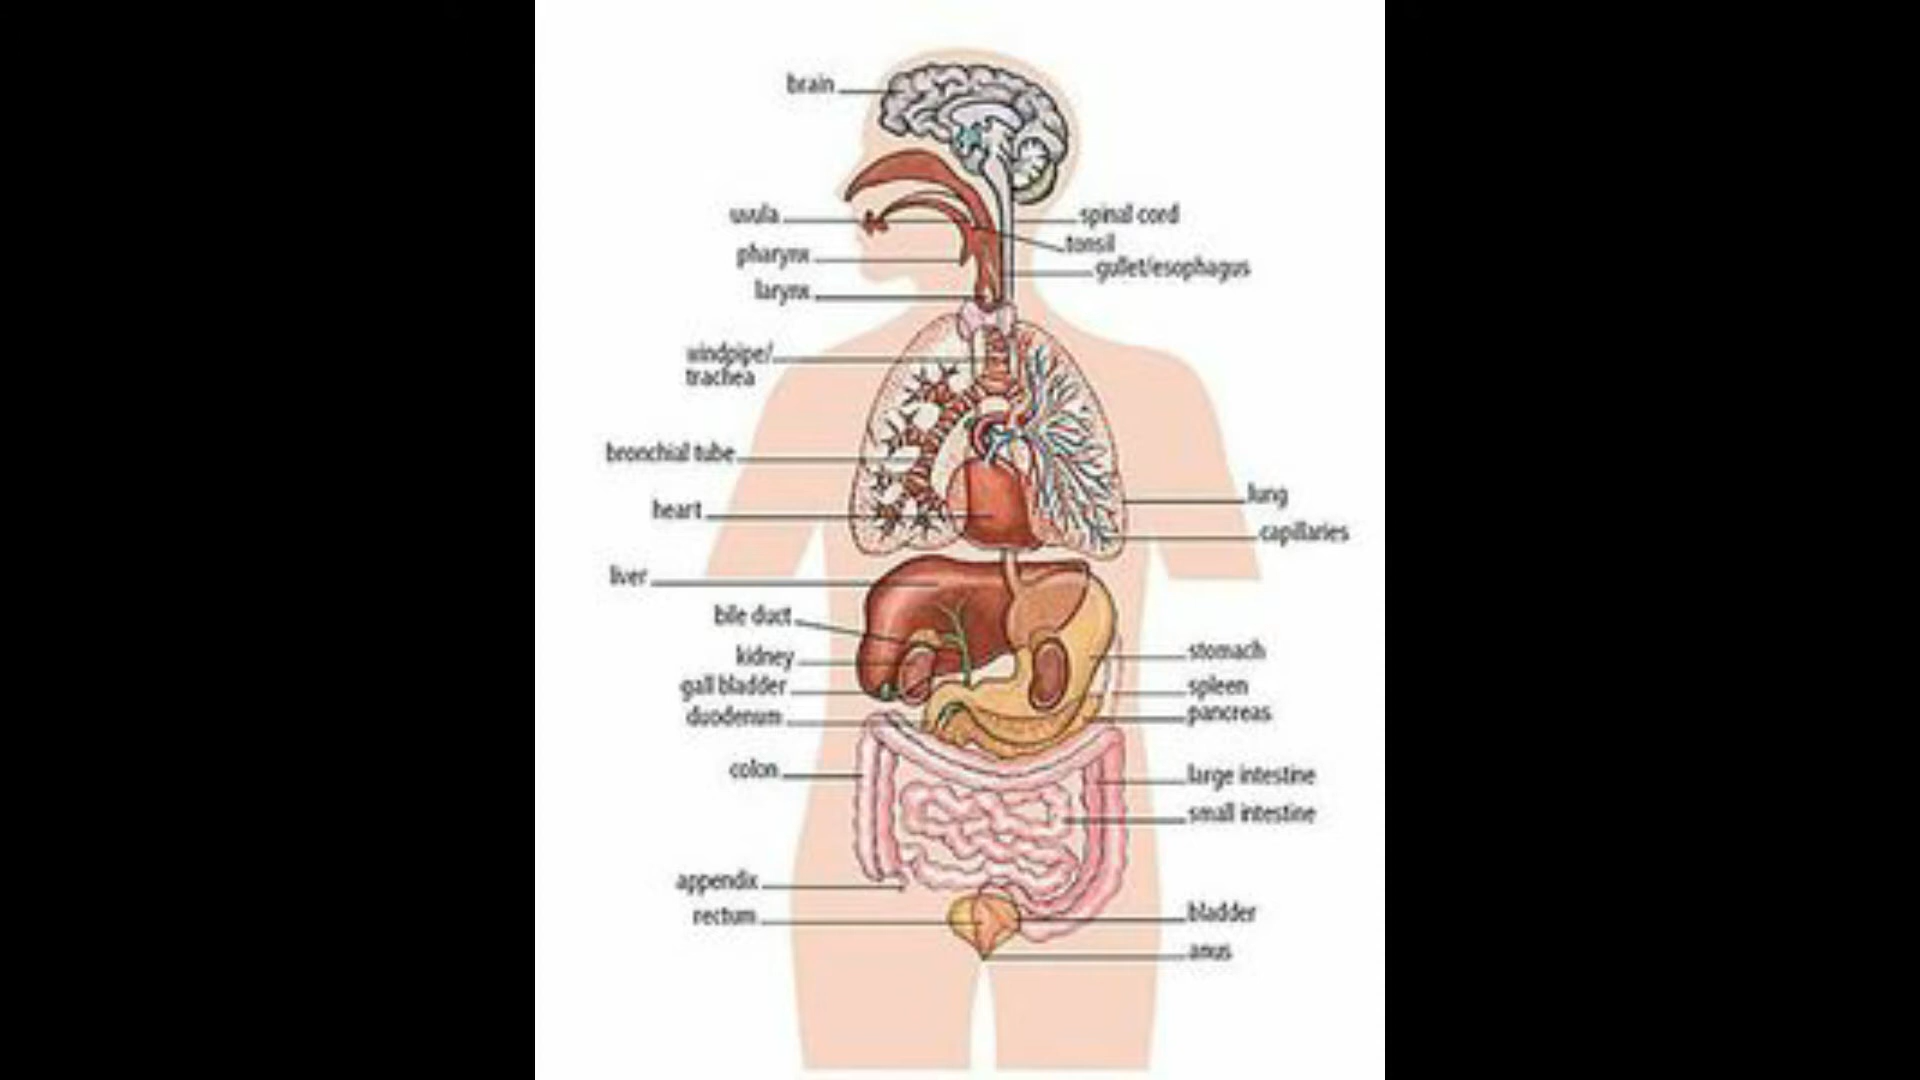 brain
uvula
spinal cord
tonsil
pharynx
gullet/esophagus
larynx
windpipe/
trachea
bronchial tube
lung
heart
capillaries
liver
bile duct
stomach
kidney
spleen
gall bladder
pancreas
duodenum
colon
large intestine
small intestine
appendix
rectum
bladder
anus